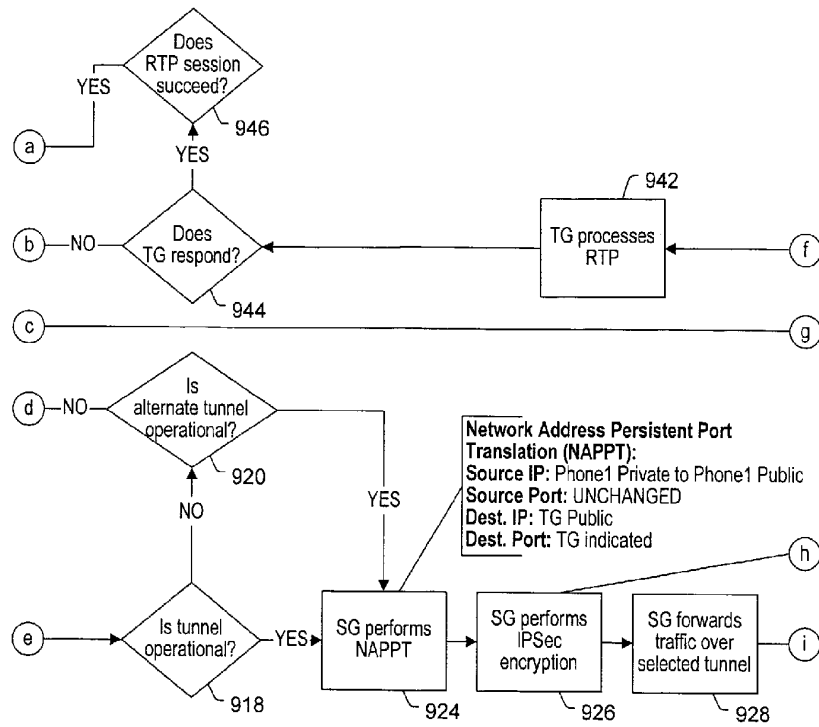 Does
RTP session
succeed?
946
YES
a
YES
942
b
NO
Does
TG respond?
944
TG processes
RTP
f
c
g
d
NO
Is
alternate tunnel
operational?
920
YES
NO
Network Address Persistent Port
Translation (NAPPT):
Source IP: Phone1 Private to Phone1 Public
Source Port: UNCHANGED
Dest. IP: TG Public
Dest. Port: TG indicated
h
e
Is tunnel
operational?
918
YES
SG performs
NAPPT
924
SG performs
IPSec
encryption
926
SG forwards
traffic over
selected tunnel
928
i